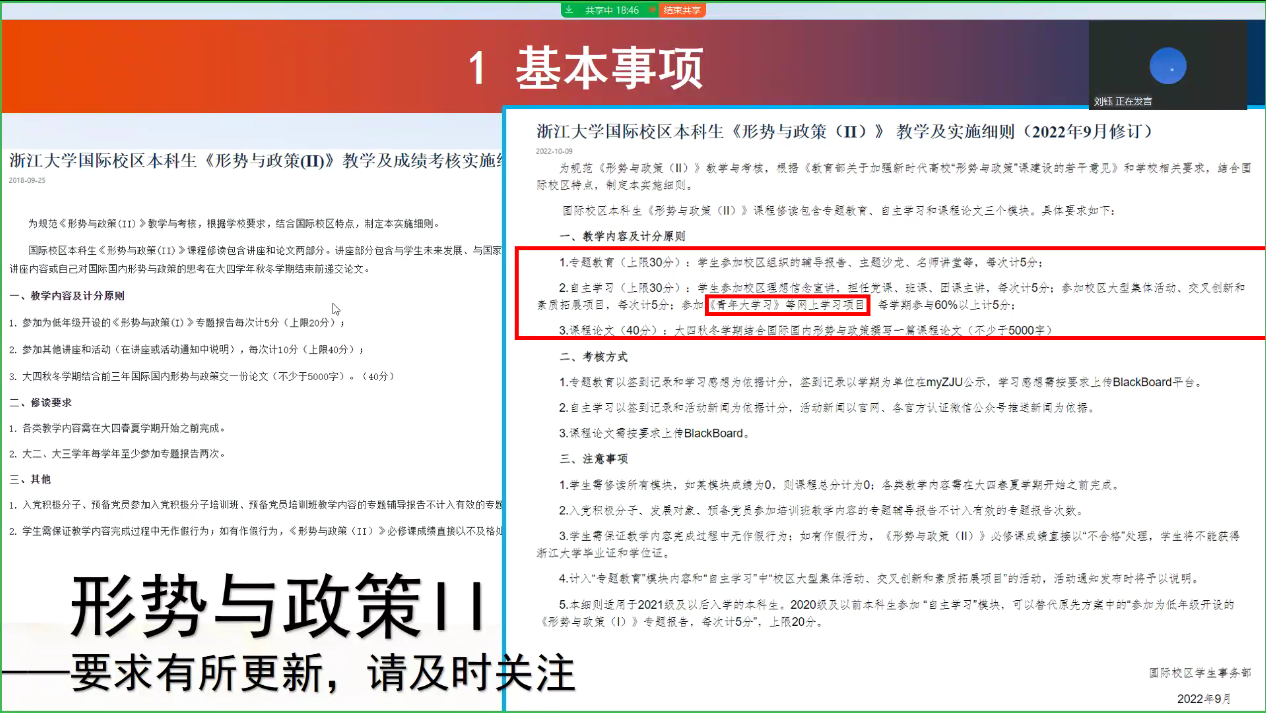 共享中 18:46 结束共享
1 基本事项
刘钰 正在发言
浙江大学国际校区本科生《形势与政策(II)》教学及成绩考核实施细
2018-09-25
为规范《形势与政策(II)》教学与考核，根据学校要求，结合国际校区特点，制定本实施细则。
国际校区本科生《形势与政策(II)》课程修读包含讲座和论文两部分。讲座部分包含与学生未来发展、与国家
讲座内容或自己对国际国内形势与政策的思考在大四学年秋冬学期结束前递交论文。
一、教学内容及计分原则
1. 参加为低年级开设的《形势与政策(I)》专题报告每次计5分（上限20分）；
2. 参加其他讲座和活动（在讲座或活动通知中说明），每次计10分（上限40分）；
3. 大四秋冬学期结合前三年国际国内形势与政策交一份论文（不少于5000字）。（40分）
二、修读要求
1. 各类教学内容需在大四春夏学期开始之前完成。
2. 大二、大三学年每学年至少参加专题报告两次。
三、其他
1. 入党积极分子、预备党员参加入党积极分子培训班、预备党员培训班教学内容的专题辅导报告不计入有效的专题
2. 学生需保证教学内容完成过程中无作假行为；如有作假行为，《形势与政策（II）》必修课成绩直接以不及格处
形势与政策II
——要求有所更新，请及时关注
浙江大学国际校区本科生《形势与政策（II）》 教学及实施细则（2022年9月修订）
2022-10-09
为规范《形势与政策（II）》教学与考核，根据《教育部关于加强新时代高校“形势与政策”课建设的若干意见》和学校相关要求，结合国
际校区特点，制定本实施细则。
国际校区本科生《形势与政策（II）》课程修读包含专题教育、自主学习和课程论文三个模块。具体要求如下：
一、教学内容及计分原则
1.专题教育（上限30分）：学生参加校区组织的辅导报告、主题沙龙、名师讲堂等，每次计5分；
2.自主学习（上限30分）：学生参加校区理想信念宣讲，担任党课、班课、团课主讲，每次计5分；参加校区大型集体活动、交叉创新和
素质拓展项目，每次计5分；参加《青年大学习》等网上学习项目，每学期参与60%以上计5分；
3.课程论文（40分）：大四秋冬学期结合国际国内形势与政策撰写一篇课程论文（不少于5000字）
二、考核方式
1.专题教育以签到记录和学习感想为依据计分，签到记录以学期为单位在myZJU公示，学习感想需按要求上传BlackBoard平台。
2.自主学习以签到记录和活动新闻为依据计分，活动新闻以官网、各官方认证微信公众号推送新闻为依据。
3.课程论文需按要求上传BlackBoard。
三、注意事项
1.学生需修读所有模块，如某模块成绩为0，则课程总分计为0；各类教学内容需在大四春夏学期开始之前完成。
2.入党积极分子、发展对象、预备党员参加培训班教学内容的专题辅导报告不计入有效的专题报告次数。
3.学生需保证教学内容完成过程中无作假行为；如有作假行为，《形势与政策（II）》必修课成绩直接以“不合格”处理，学生将不能获得
浙江大学毕业证和学位证。
4.计入“专题教育”模块内容和“自主学习”中“校区大型集体活动、交叉创新和素质拓展项目”的活动，活动通知发布时将予以说明。
5.本细则适用于2021级及以后入学的本科生。2020级及以前本科生参加 “自主学习”模块，可以替代原先方案中的“参加为低年级开设的
《形势与政策（I）》专题报告，每次计5分”，上限20分。
国际校区学生事务部
2022年9月